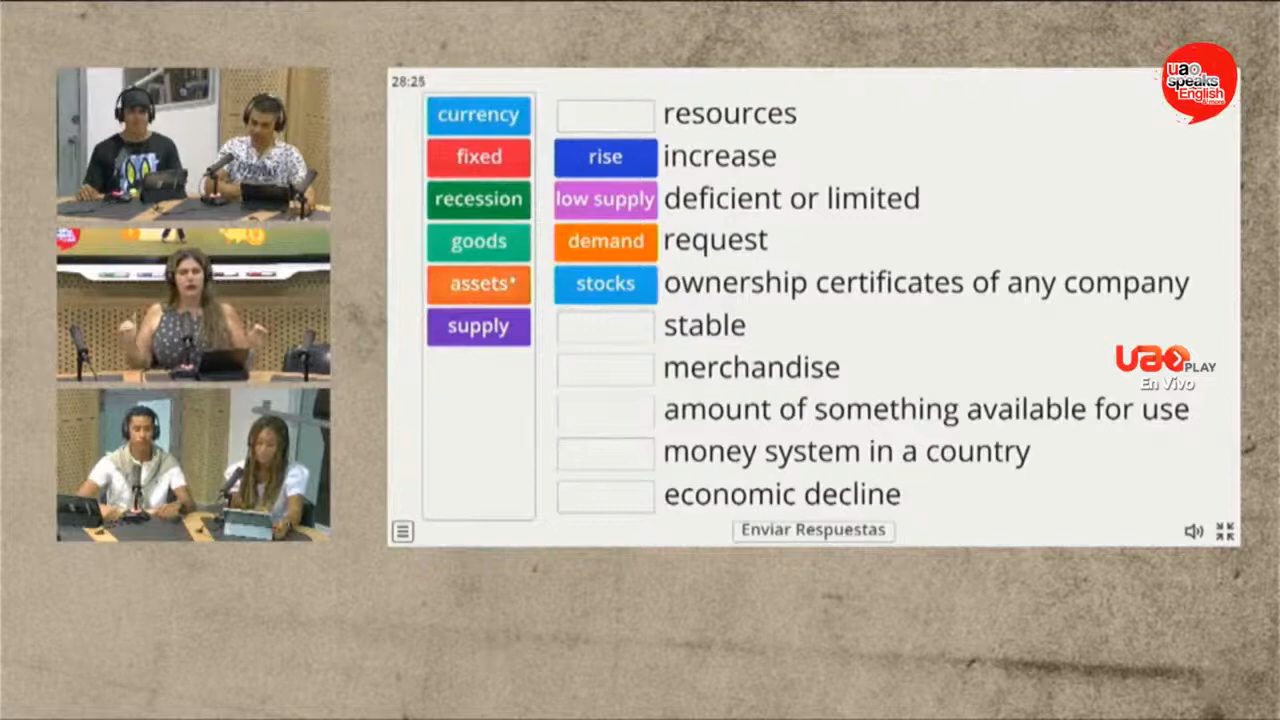 28:25
currency
fixed
recession
goods
assets*
supply
resources
rise increase
low supply deficient or limited
demand request
stocks ownership certificates of any company
stable
merchandise
amount of something available for use
money system in a country
economic decline
Enviar Respuestas
uao
speaks
English
uao PLAY
En Vivo